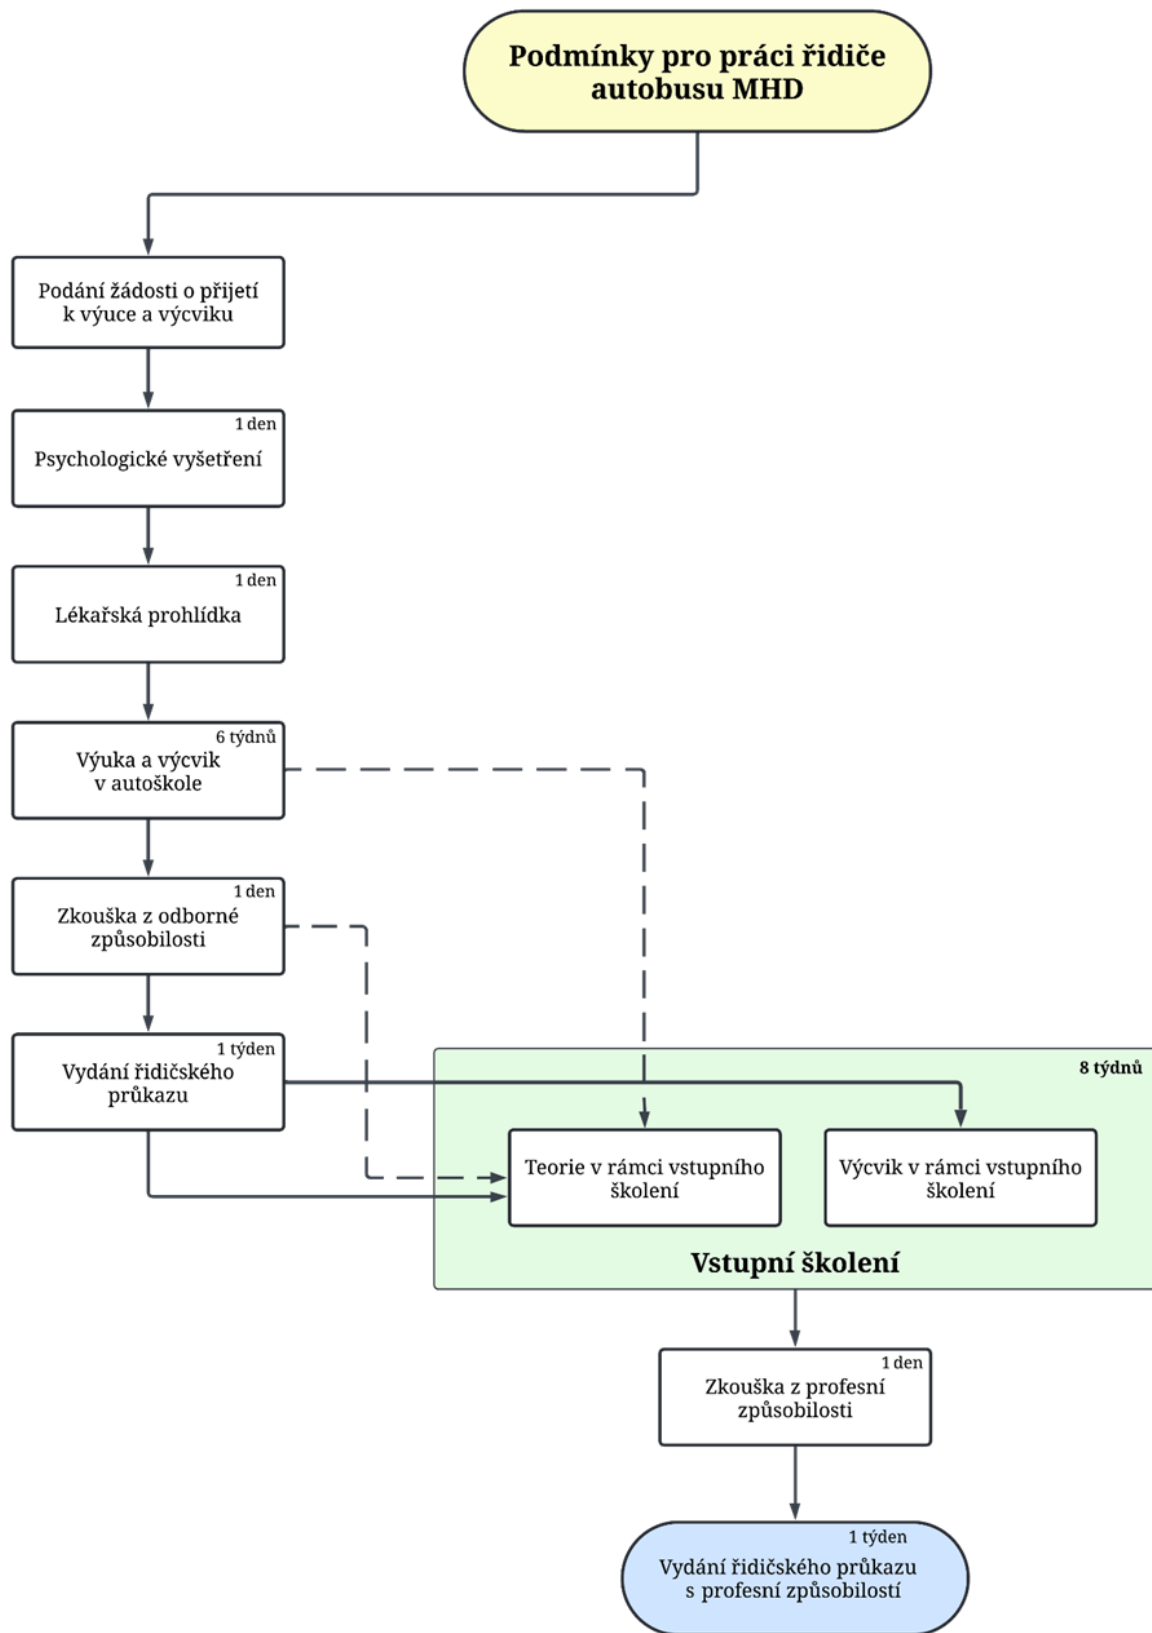 Podmínky pro práci řidiče
autobusu MHD
Podání žádosti o přijetí
k výuce a výcviku
1 den
Psychologické vyšetření
1 den
Lékařská prohlídka
6 týdnů
Výuka a výcvik
v autoškole
1 den
Zkouška z odborné
způsobilosti
1 týden
Vydání řidičského
průkazu
8 týdnů
Teorie v rámci vstupního
školení
Výcvik v rámci vstupního
školení
Vstupní školení
1 den
Zkouška z profesní
způsobilosti
1 týden
Vydání řidičského průkazu
s profesní způsobilostí